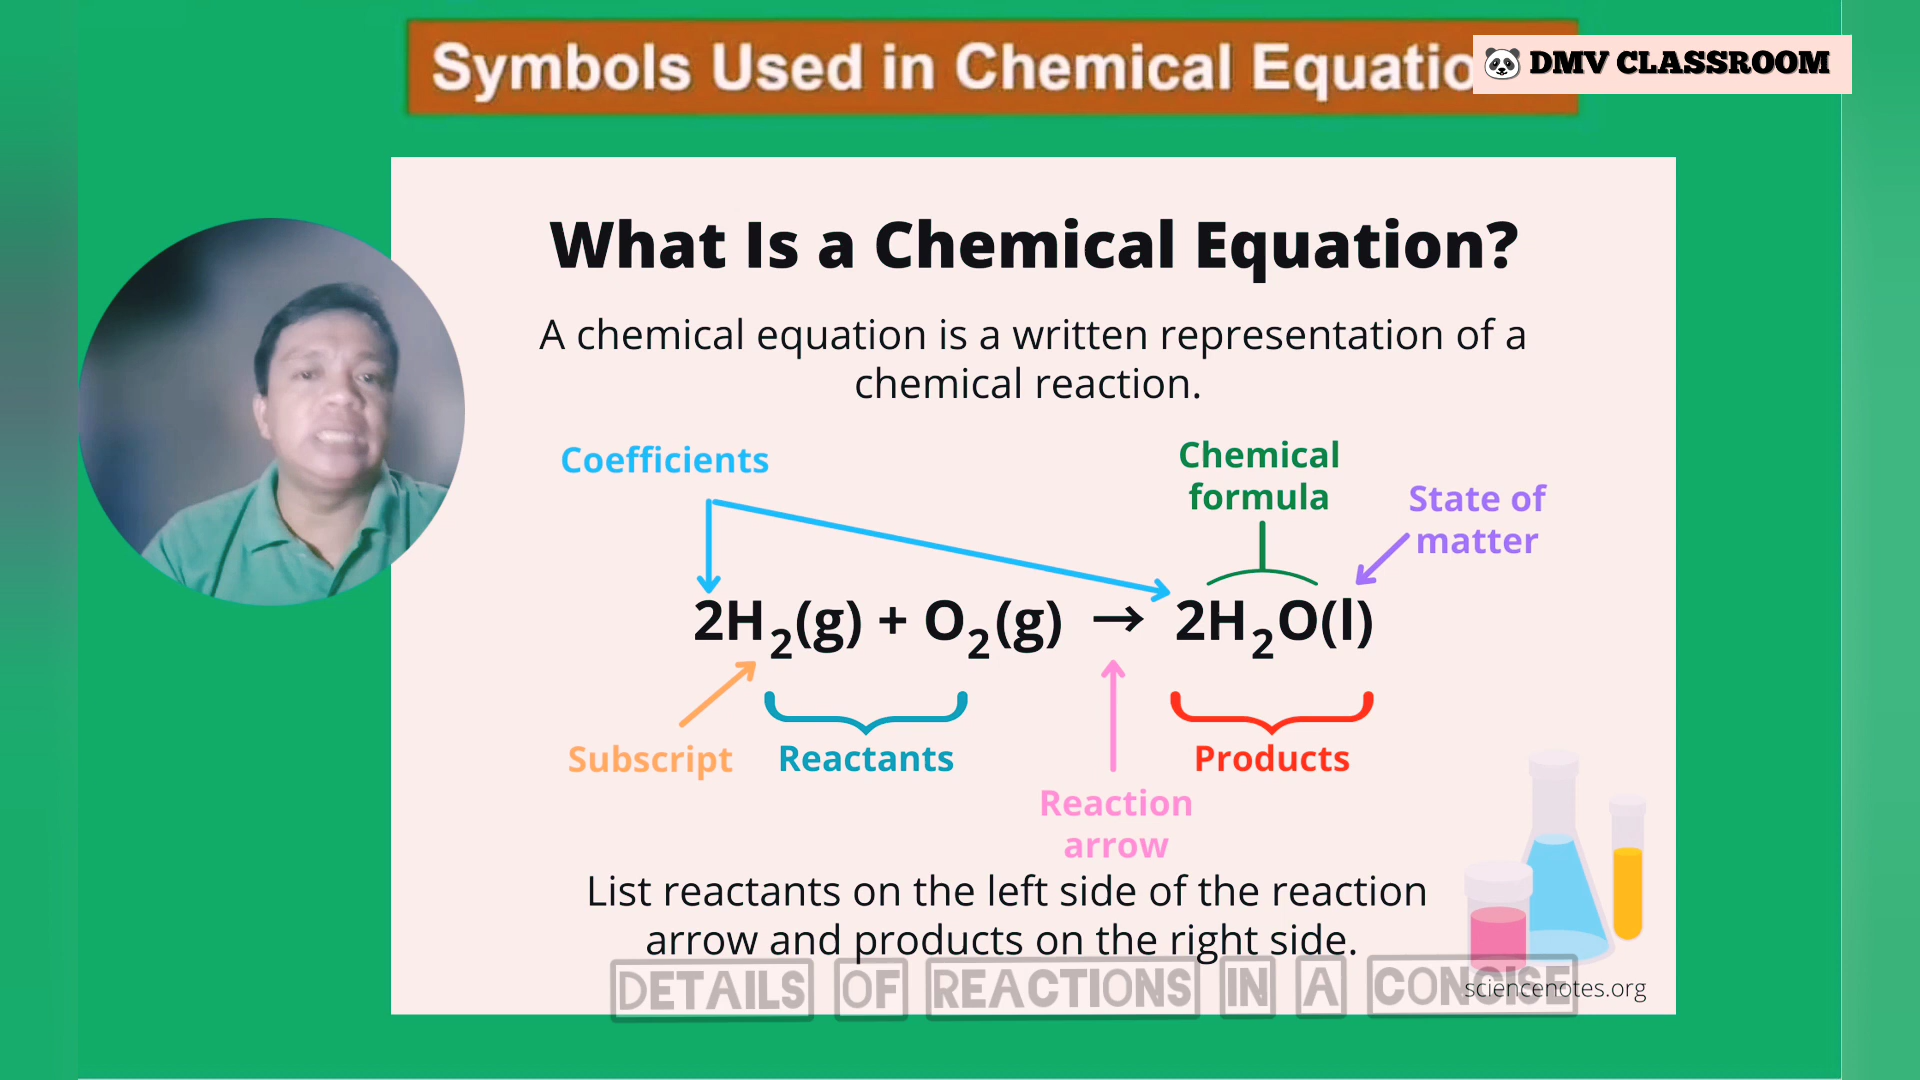 Symbols Used in Chemical Equatio
DMV CLASSROOM
What Is a Chemical Equation?
A chemical equation is a written representation of a
chemical reaction.
Coefficients
Chemical
formula
State of
matter
2H₂(g) + O₂(g) → 2H₂O(l)
Subscript
Reactants
Products
Reaction
arrow
List reactants on the left side of the reaction
arrow and products on the right side.
DETAILS OF REACTIONS IN A CONCISE
sciencenotes.org